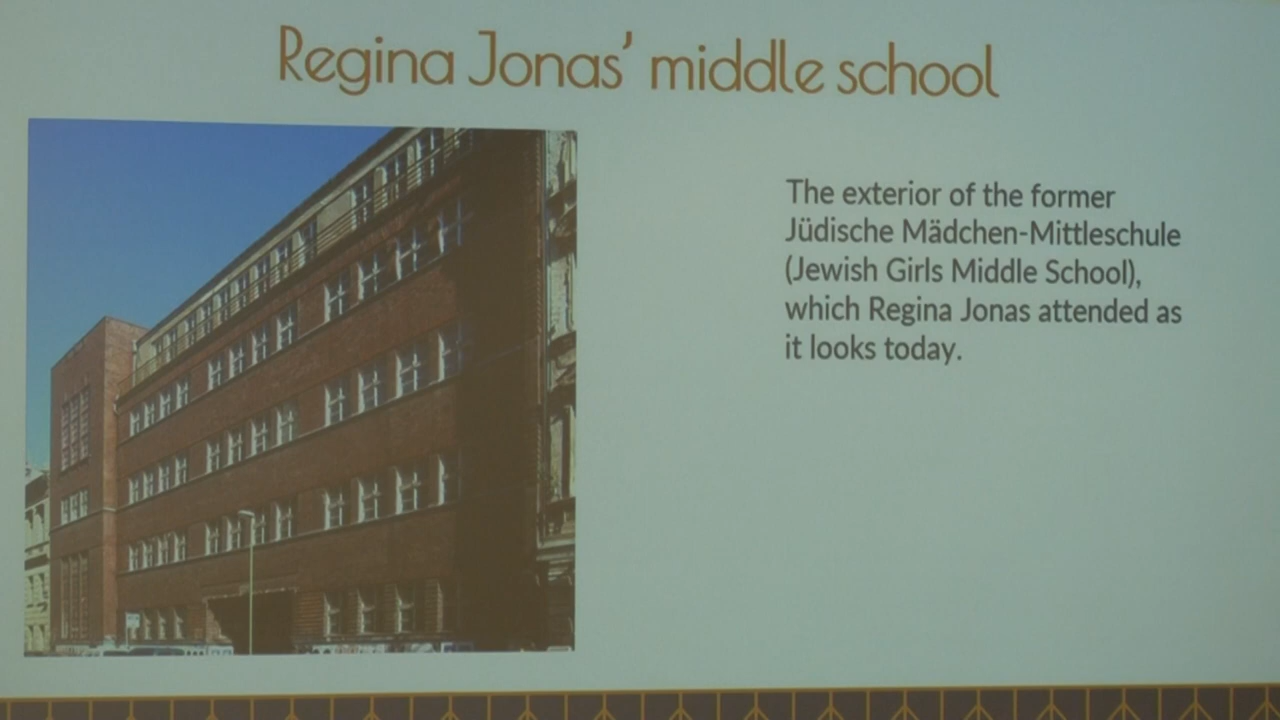 Regina Jonas’ middle school
The exterior of the former
Jüdische Mädchen-Mittleschule
(Jewish Girls Middle School),
which Regina Jonas attended as
it looks today.